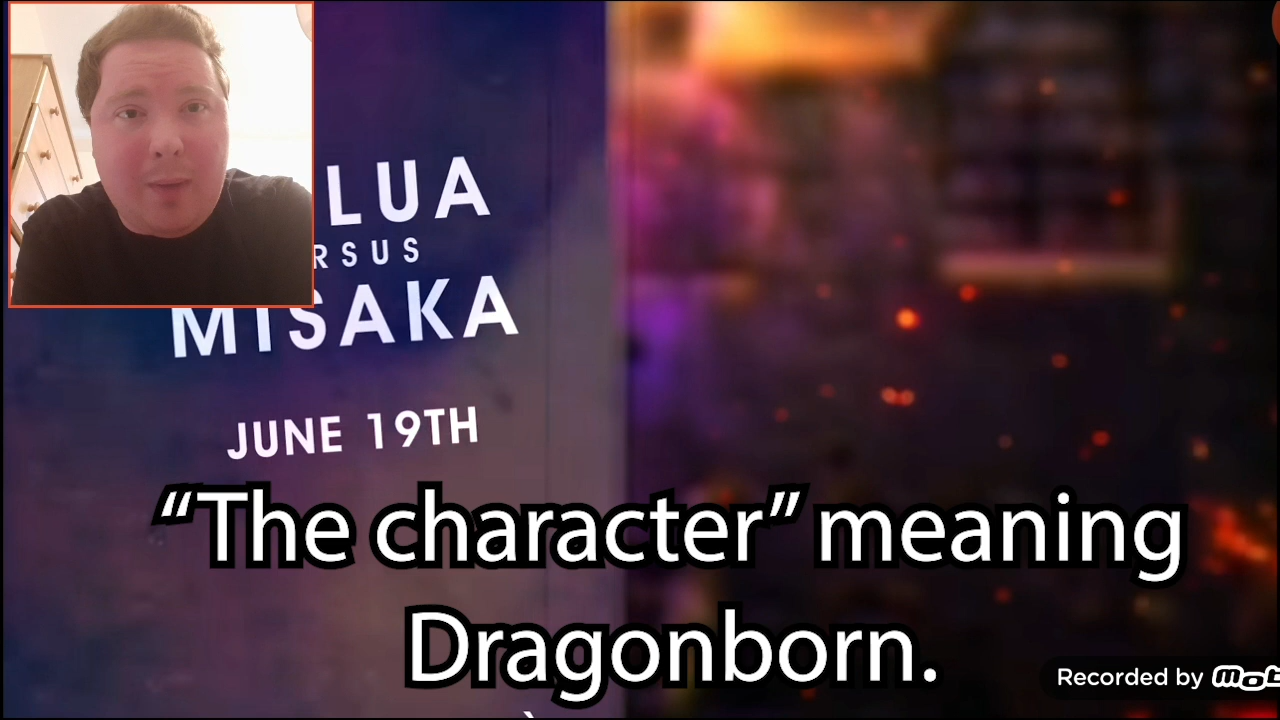 LUA
RSUS
MISAKA
JUNE 19TH
“The character” meaning
Dragonborn.
Recorded by